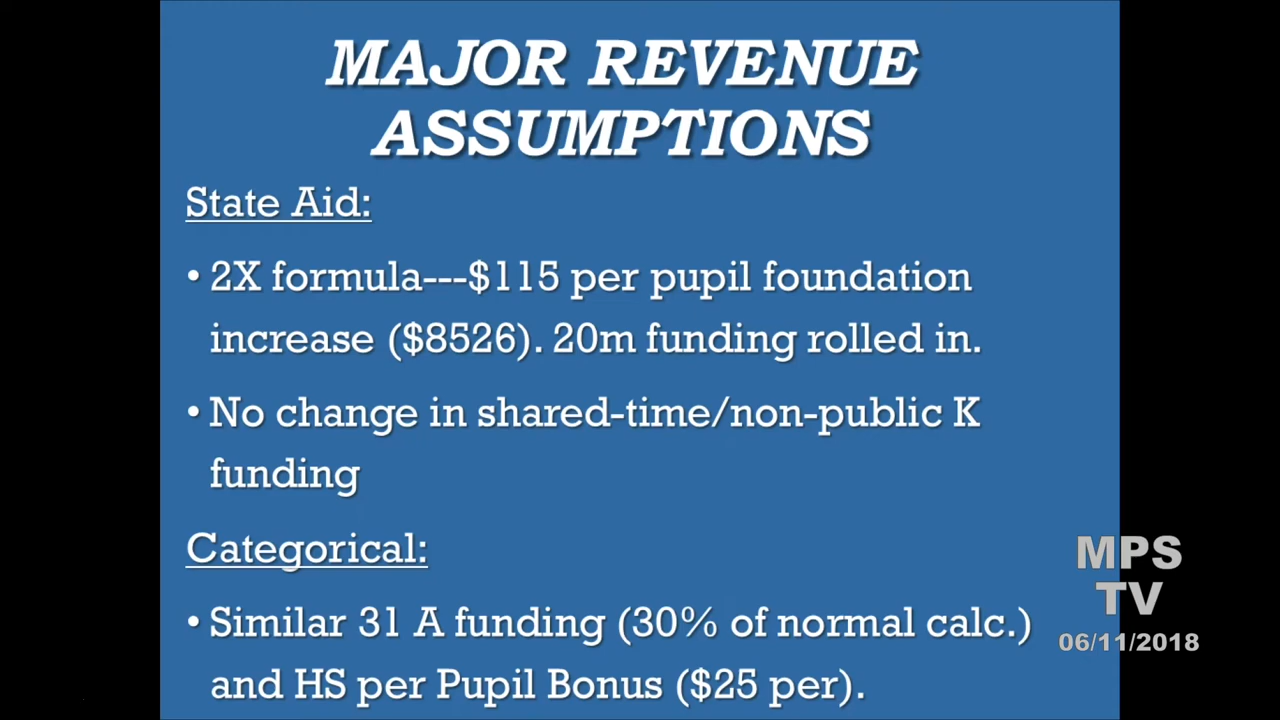 MAJOR REVENUE
ASSUMPTIONS
State Aid:
• 2X formula---$115 per pupil foundation
increase ($8526). 20m funding rolled in.
• No change in shared-time/non-public K
funding
Categorical:
• Similar 31 A funding (30% of normal calc.)
and HS per Pupil Bonus ($25 per).
MPS
TV
06/11/2018